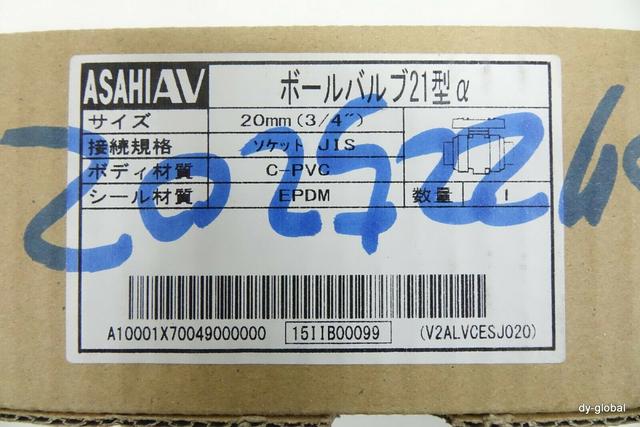 ASAHI AV ボールバルブ21型α
サイズ 20mm(3/4")
接続規格 ソケット JIS
ボディ材質 C-PVC
シール材質 EPDM 数量 1
A10001X70049000000 15IIB00099 (V2ALVCESJ020)
dy-global